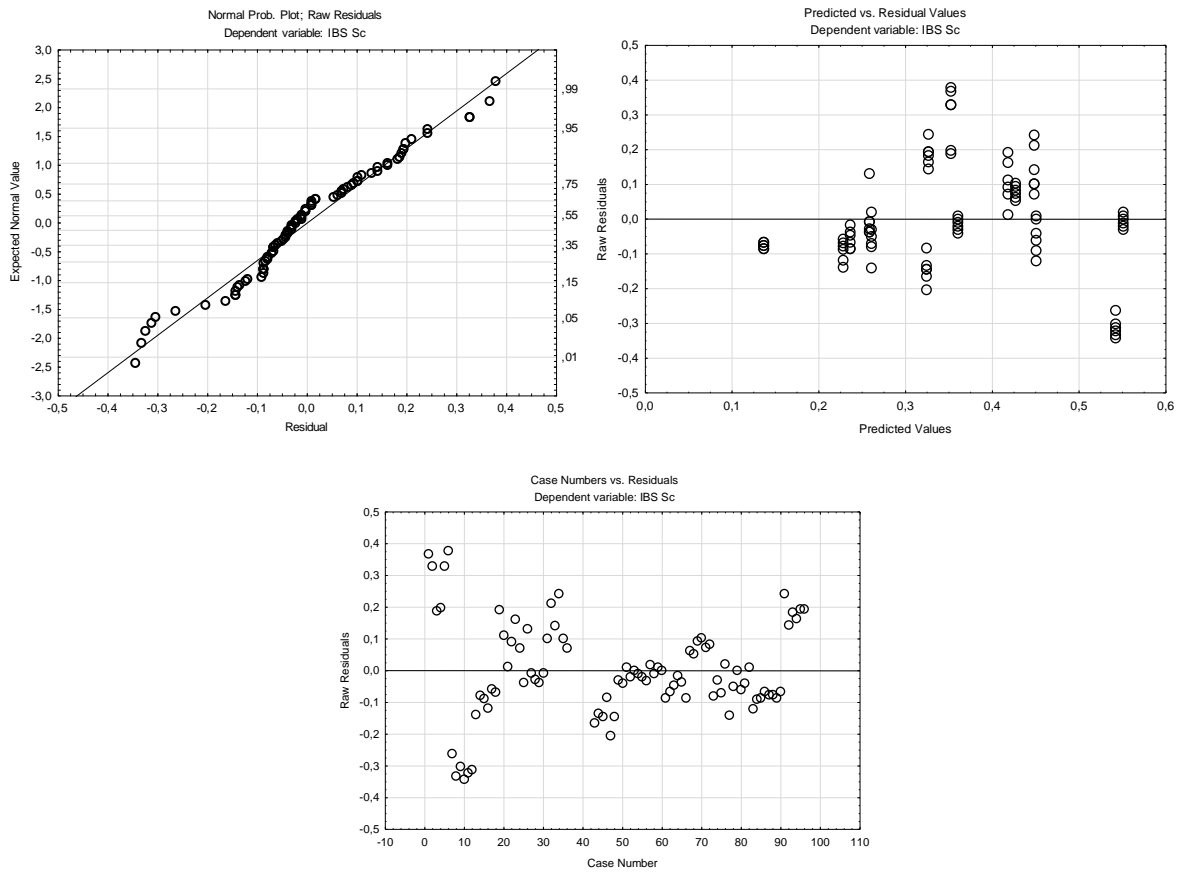 Normal Prob. Plot; Raw Residuals
Dependent variable: IBS Sc
3,0
2,5
2,0
1,5
1,0
0,5
0,0
-0,5
-1,0
-1,5
-2,0
-2,5
-3,0
Expected Normal Value
,99
,95
,75
,55
,35
,15
,05
,01
-0,5 -0,4 -0,3 -0,2 -0,1 0,0 0,1 0,2 0,3 0,4 0,5
Residual
Predicted vs. Residual Values
Dependent variable: IBS Sc
0,5
0,4
0,3
0,2
0,1
0,0
-0,1
-0,2
-0,3
-0,4
-0,5
Raw Residuals
0,0 0,1 0,2 0,3 0,4 0,5 0,6
Predicted Values
Case Numbers vs. Residuals
Dependent variable: IBS Sc
0,5
0,4
0,3
0,2
0,1
0,0
-0,1
-0,2
-0,3
-0,4
-0,5
Raw Residuals
-10 0 10 20 30 40 50 60 70 80 90 100 110
Case Number